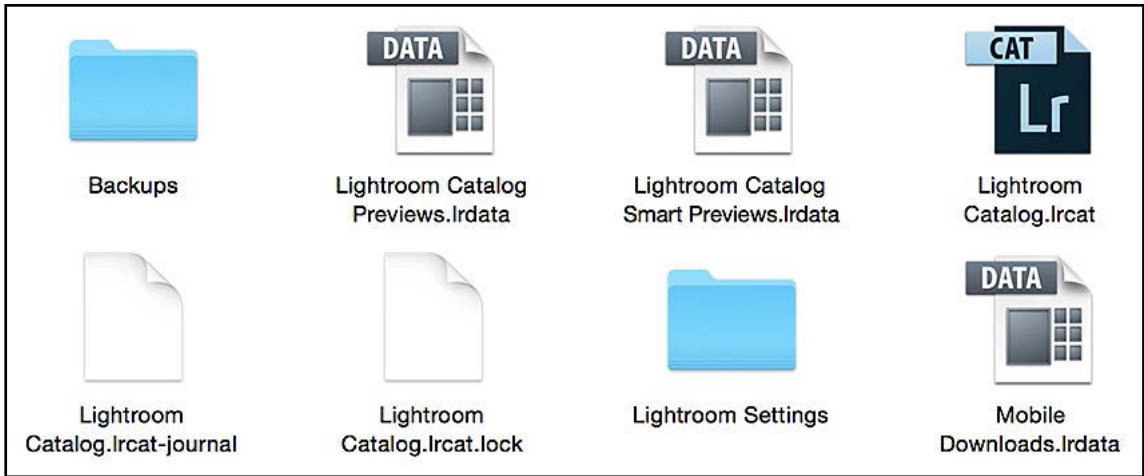 DATA
DATA
CAT
Lr
Backups
Lightroom Catalog
Previews.lrdata
Lightroom Catalog
Smart Previews.lrdata
Lightroom
Catalog.lrcat
DATA
Lightroom
Catalog.lrcat-journal
Lightroom
Catalog.lrcat.lock
Lightroom Settings
Mobile
Downloads.lrdata